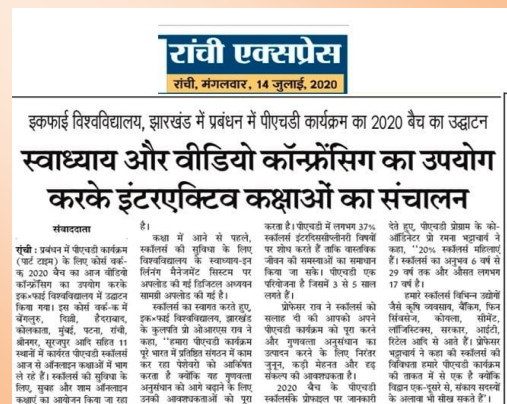 रांची एक्सप्रेस
रांची, मंगलवार, 14 जुलाई, 2020
इकफाई विश्वविद्यालय, झारखंड में प्रबंधन में पीएचडी कार्यक्रम का 2020 बैच का उद्घाटन
स्वाध्याय और वीडियो कॉन्फ्रेंसिग का उपयोग
करके इंटरएक्टिव कक्षाओं का संचालन
संवाददाता
रांची : प्रबंधन में पीएचडी कार्यक्रम
(पार्ट टाइम) के लिए कोर्स वर्क-
क 2020 बैच का आज वीडियो
कॉन्फ्रेंसिंग का उपयोग करके
इक्फाई विश्वविद्यालय में उद्घाटन
किया गया। इस कोर्स वर्क-क में
बेंगलुरु, दिल्ली, हैदराबाद,
कोलकाता, मुंबई, पटना, रांची,
श्रीनगर, सूरजपुर आदि सहित 11
स्थानों में कार्यरत पीएचडी स्कॉलर्स
आज से ऑनलाइन कक्षाओं में भाग
ले रहे हैं। स्कॉलर्स की सुविधा के
लिए, सुबह और शाम ऑनलाइन
कक्षाएं का आयोजन किया जा रहा
है।
कक्षा में आने से पहले,
स्कॉलर्स की सुविधा के लिए
विश्वविद्यालय के स्वाध्याय-इन
लिंनिंग मैनेजमेंट सिस्टम पर
अपलोड की गई डिजिटल अध्ययन
सामग्री अपलोड की गई है।
स्कॉलर्स का स्वागत करते हुए,
इक्फाई विश्वविद्यालय, झारखंड
के कुलपति प्रो ओआरएस राव ने
कहा, "हमारा पीएचडी कार्यक्रम
पूरे भारत में प्रतिष्ठित संगठन में काम
कर रहा पेशेवरो को आकर्षित
करता है क्योंकि यह गुणवत्ता
अनुसंधान को आगे बढ़ाने के लिए
उनकी आवश्यकताओं को पूरा
करता है। पीएचडी में लगभग 37%
स्कॉलर्स इंटरदिससीप्लीनरी विषयों
पर शोध करते हैं ताकि वास्तविक
जीवन की समस्याओं का समाधान
किया जा सके। पीएचडी एक
परियोजना है जिसमें 3 से 5 साल
लगते हैं।
प्रोफेसर राव ने स्कॉलर्स को
सलाह दी की आपको अपने
पीएचडी कार्यक्रम को पूरा करने
और गुणवत्ता अनुसंधान का
उत्पादन करने के लिए निरंतर
जुनून, कड़ी मेहनत और दृढ़
संकल्प की आवशकता है।
2020 बैच के पीएचडी
स्कॉलर्सके प्रोफाइल पर जानकारी
देते हुए, पीएचडी प्रोग्राम के को-
ऑर्डिनेटर प्रो रमना भट्टाचार्य ने
कहा, "20% स्कॉलर्स महिलाएं
हैं। स्कॉलर्स का अनुभव 6 वर्ष से
29 वर्ष तक और औसत लगभग
17 वर्ष है।
हमारे स्कॉलर्स विभिन्न उद्योगों
जैसे कृषि व्यवसाय, बैंकिंग, फिन
सिंवसेन, कोयला, सीमेंट,
लॉजिस्टिक्स, सरकार, आईटी,
रिटेल आदि से आते हैं। प्रोफेसर
भट्टाचार्य ने कहा की स्कॉलर्स की
विविधता हमारे पीएचडी कार्यक्रम
की ताकत में से एक है क्योंकि
विद्वान एक-दूसरे से, संकाय सदस्यों
के अलावा भी सीख सकते हैं"।